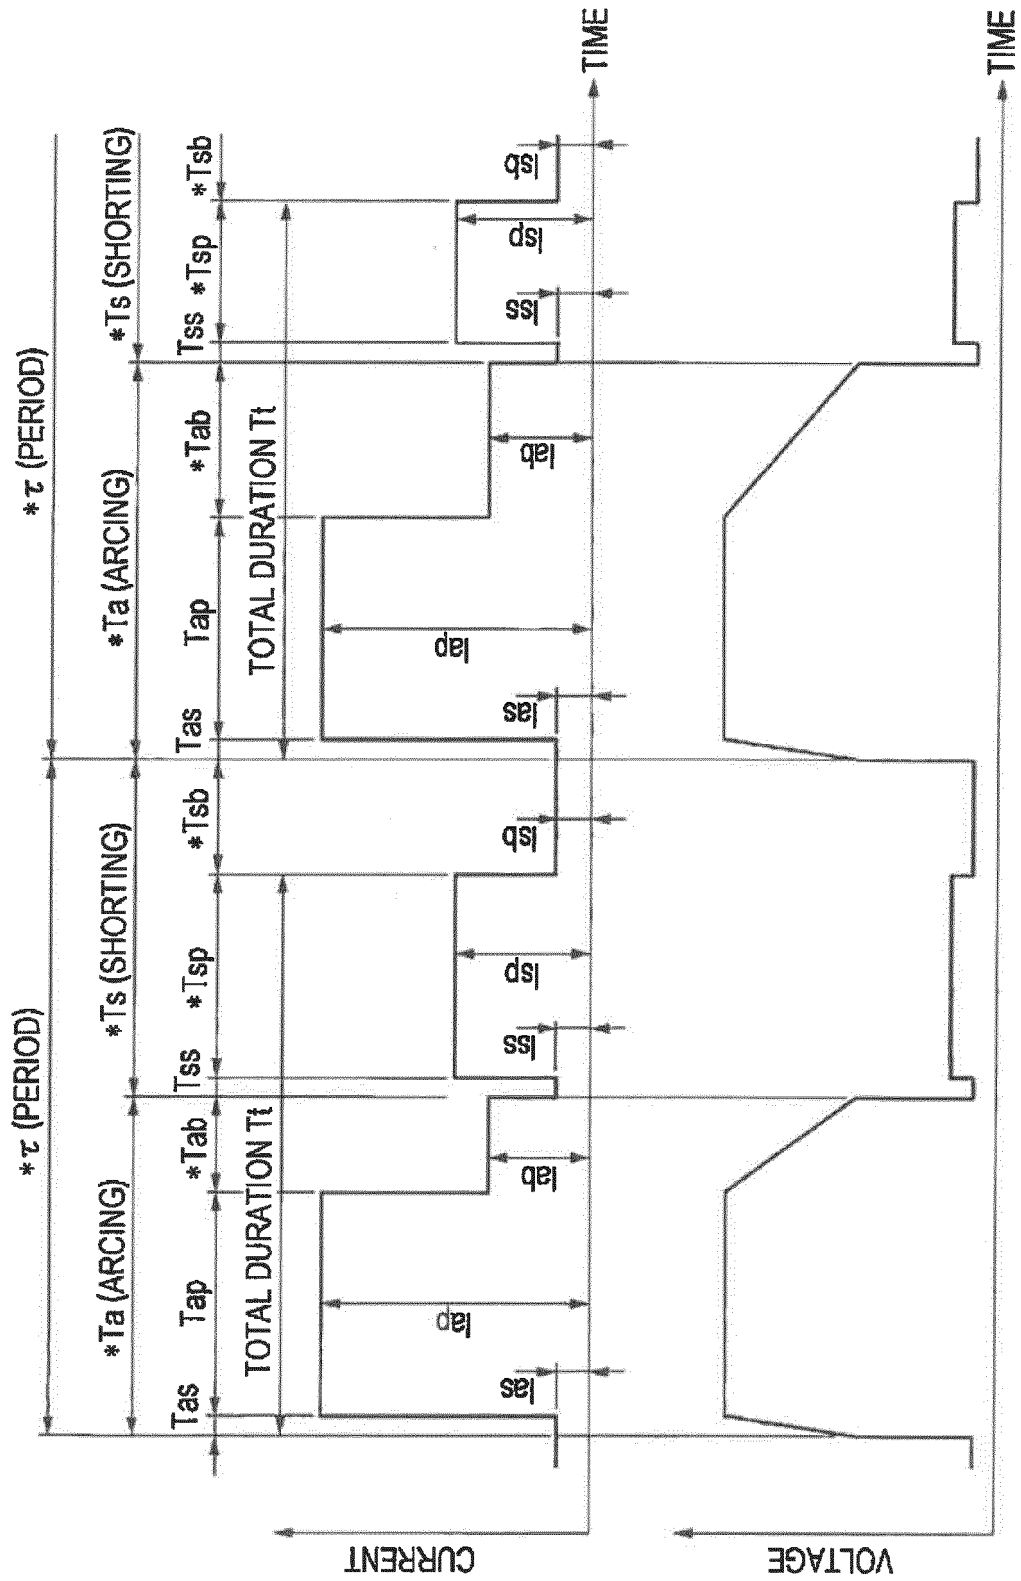 *τ (PERIOD)
*τ (PERIOD)
*Ta (ARCING)
*Ts (SHORTING)
*Ta (ARCING)
*Ts (SHORTING)
Tas
Tap
*Tab
Tss
*Tsp
*Tsb
Tas
Tap
*Tab
Tss
*Tsp
*Tsb
TOTAL DURATION Tt
TOTAL DURATION Tt
CURRENT
Ias
Iap
Iab
Iss
Isp
Isb
Ias
Iap
Iab
Iss
Isp
Isb
TIME
VOLTAGE
TIME